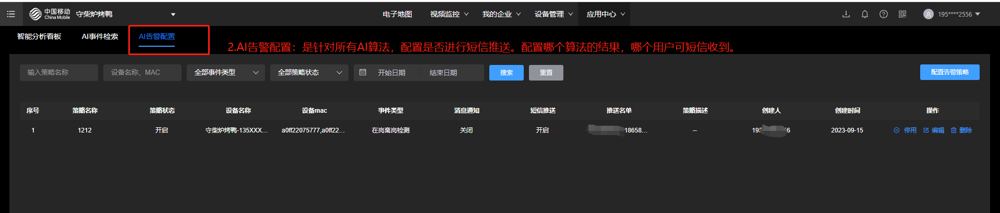 中国移动 China Mobile 守柴炉烤鸭 电子地图 视频监控 我的企业 设备管理 应用中心 195****2556
智能分析看板 AI事件检索 AI告警配置
2.AI告警配置：是针对所有AI算法，配置是否进行短信推送。配置哪个算法的结果，哪个用户可短信收到。
输入策略名称 设备名称、MAC 全部事件类型 全部策略状态 开始日期 结束日期 搜索 重置 配置告警策略
序号 策略名称 策略状态 设备名称 设备mac 事件类型 消息通知 短信推送 推送名单 策略描述 创建人 创建时间 操作
1 1212 开启 守柴炉烤鸭-135XXX... a0ff22075777,a0ff22... 在岗离岗检测 关闭 开启 18658... -- 195 6 2023-09-15 停用 编辑 删除